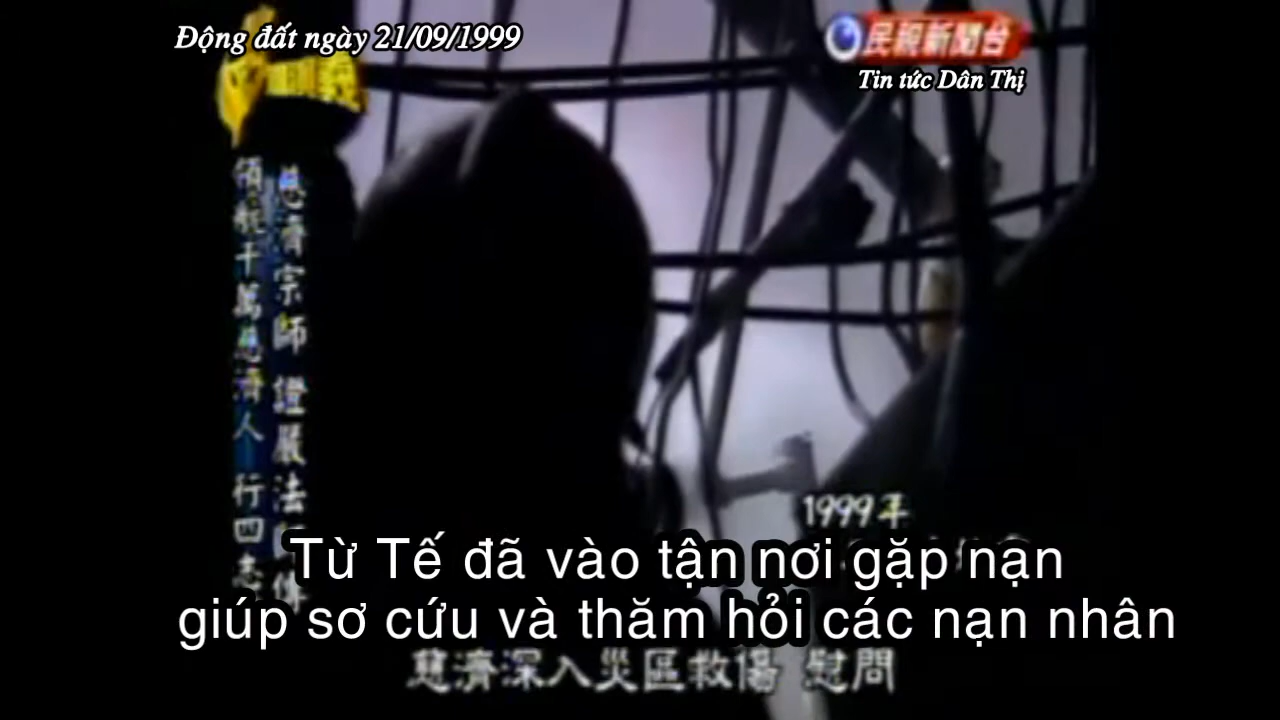 Động đất ngày 21/09/1999
民視新聞台
Tin tức Dân Thị
慈濟宗師 證嚴法師傳
領航千萬慈濟人 行四志
1999年
Từ Tế đã vào tận nơi gặp nạn
giúp sơ cứu và thăm hỏi các nạn nhân
慈濟深入災區救傷 慰問